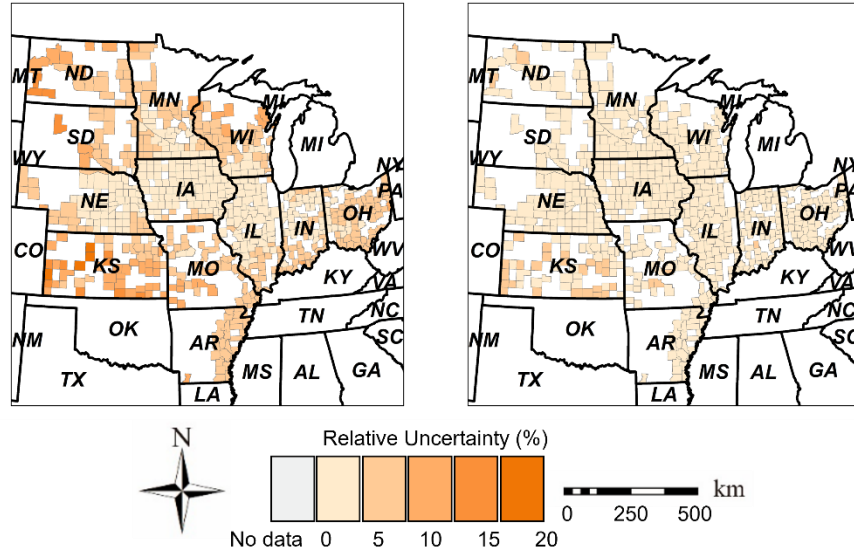 MT ND MN MI
SD WI MI
WY NY
NE IA PA
IL IN OH
CO KS MO WV
KY VA
OK TN NC
NM AR SC
TX MS AL GA
LA
MT ND MN MI
SD WI MI
WY NY
NE IA PA
IL IN OH
CO KS MO WV
KY VA
OK TN NC
NM AR SC
TX MS AL GA
LA
N
Relative Uncertainty (%)
km
0 250 500
No data 0 5 10 15 20